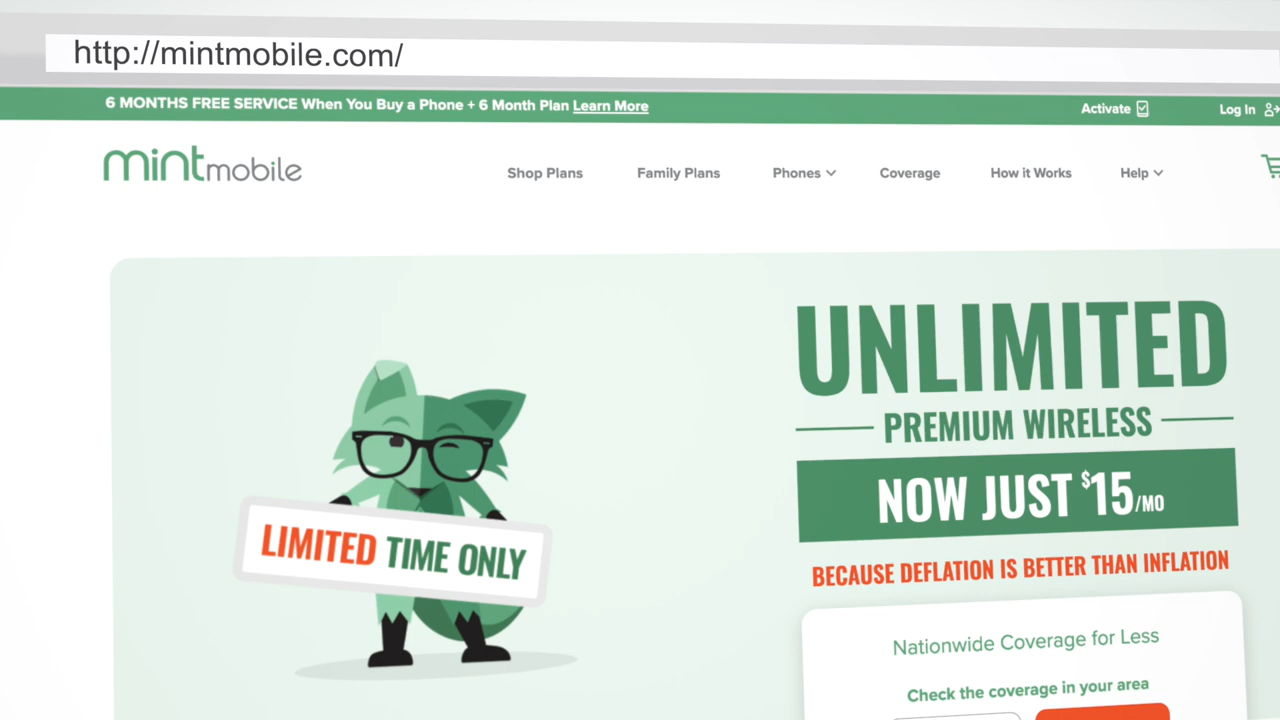 http://mintmobile.com/
6 MONTHS FREE SERVICE When You Buy a Phone + 6 Month Plan Learn More
Activate
Log In
mintmobile
Shop Plans
Family Plans
Phones
Coverage
How it Works
Help
UNLIMITED
PREMIUM WIRELESS
NOW JUST $15/MO
BECAUSE DEFLATION IS BETTER THAN INFLATION
LIMITED TIME ONLY
Nationwide Coverage for Less
Check the coverage in your area